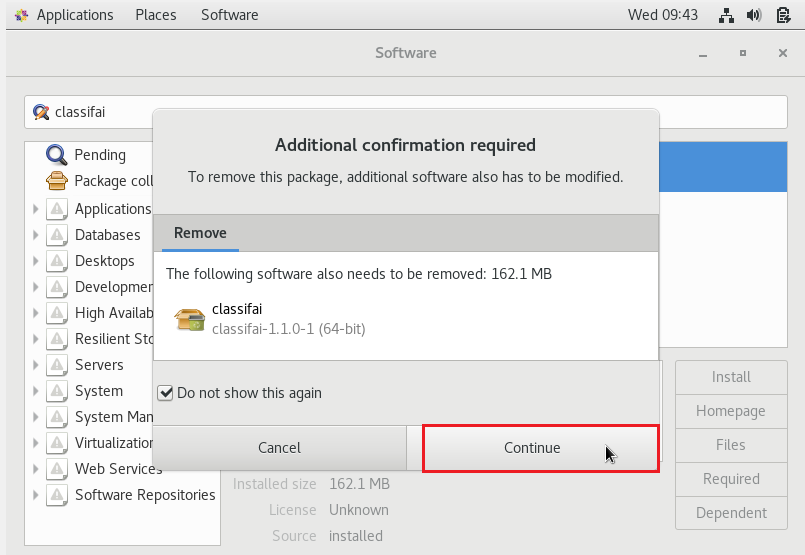 Applications Places Software Wed 09:43
Software
classifai
Additional confirmation required
To remove this package, additional software also has to be modified.
Remove
The following software also needs to be removed: 162.1 MB
classifai
classifai-1.1.0-1 (64-bit)
Do not show this again
Cancel Continue
Pending
Package coll
Applications
Databases
Desktops
Developmen
High Availab
Resilient Sto
Servers
System
System Man
Virtualization
Web Services
Software Repositories
Installed size 162.1 MB
License Unknown
Source installed
Install
Homepage
Files
Required
Dependent